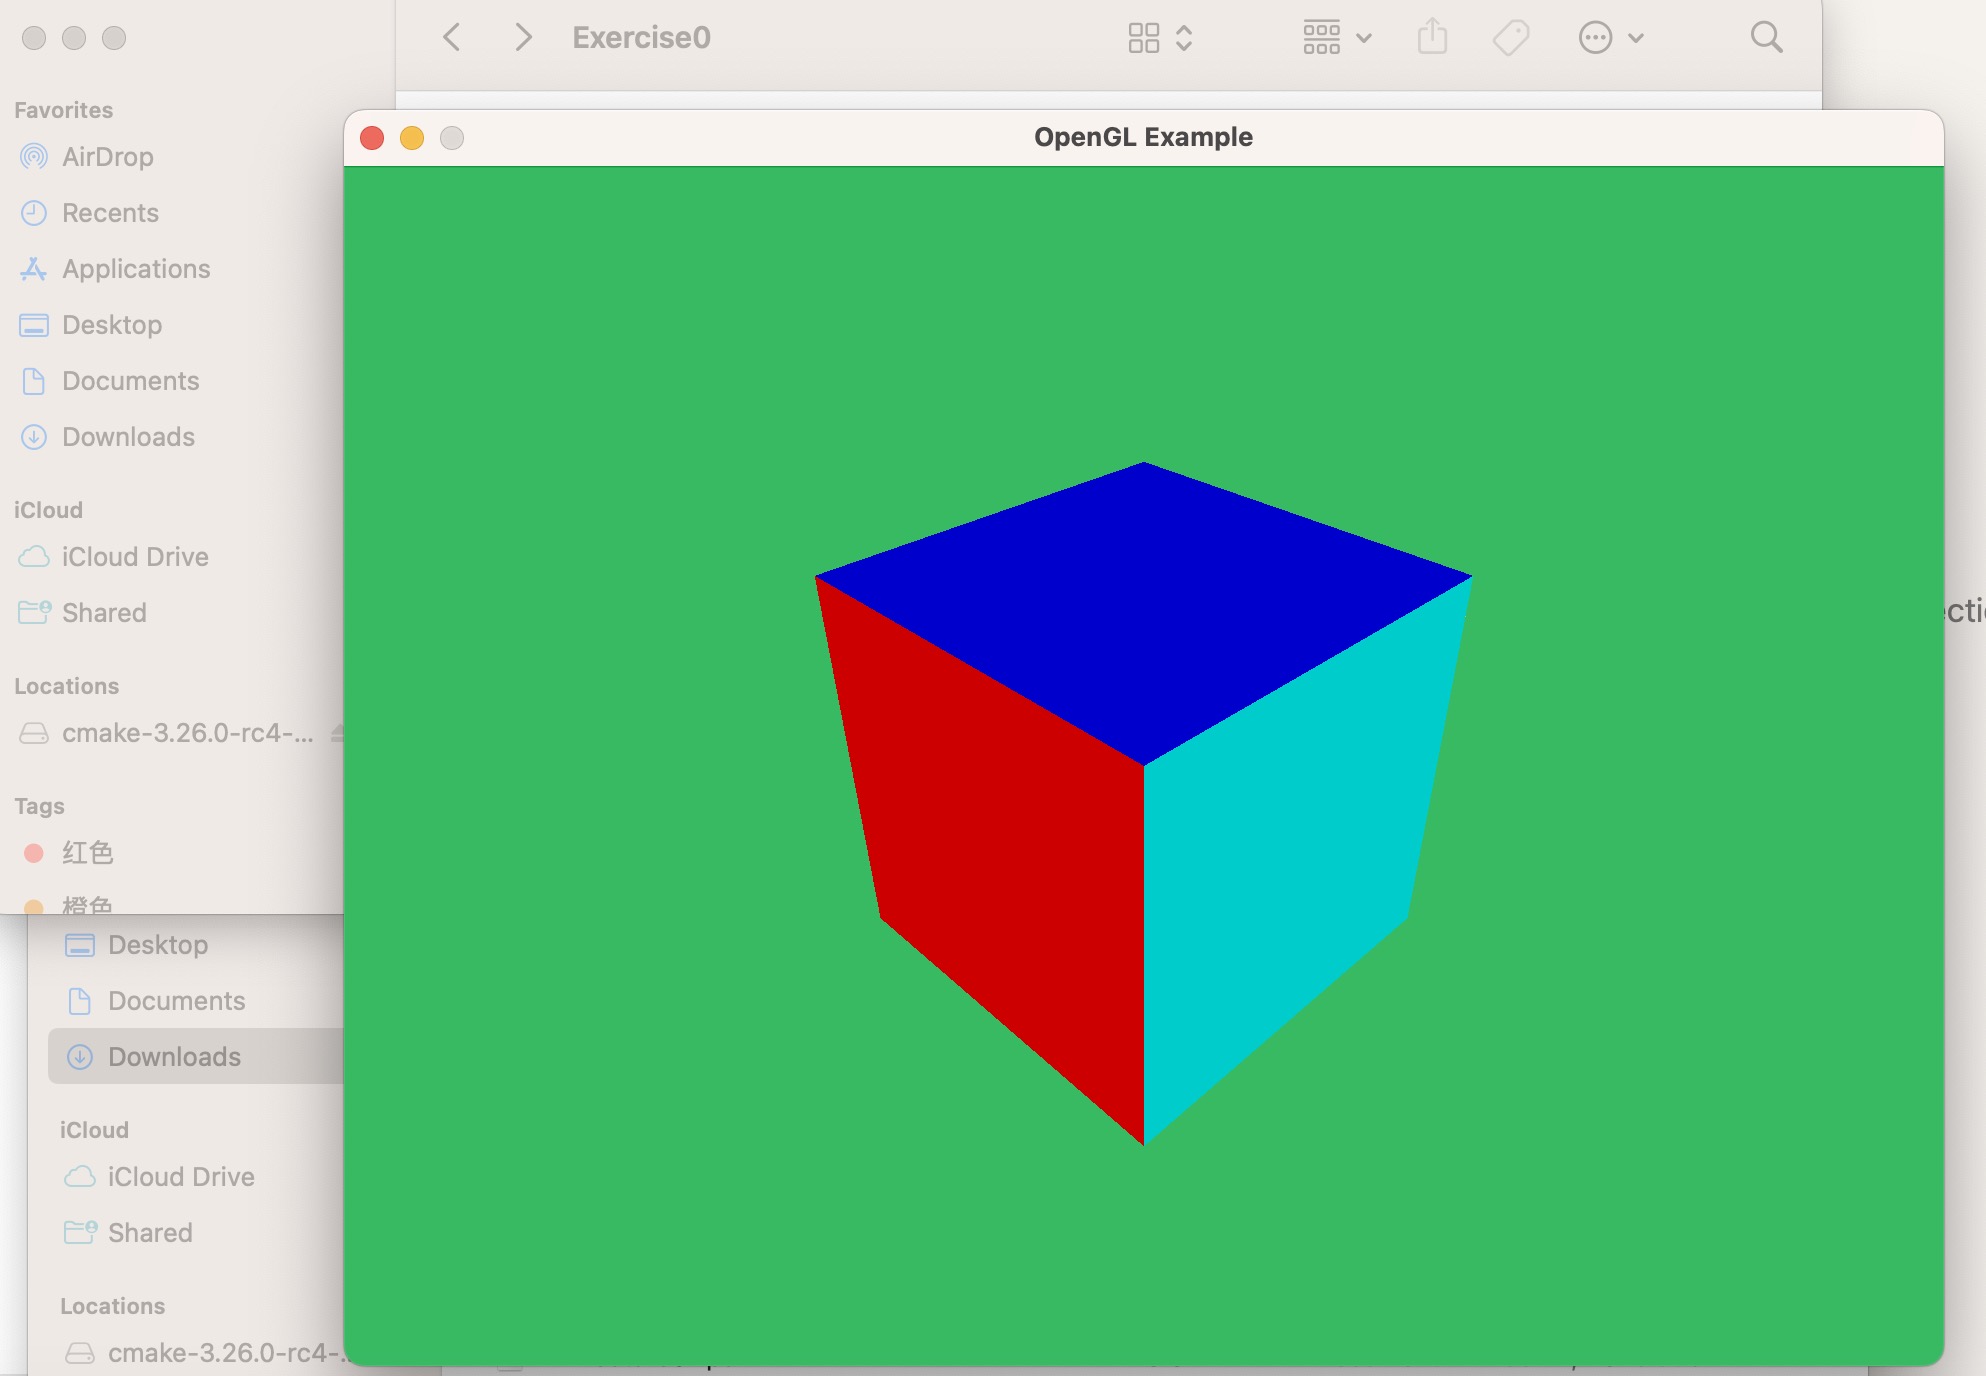 Exercise0
Favorites
AirDrop
Recents
Applications
Desktop
Documents
Downloads
iCloud
iCloud Drive
Shared
Locations
cmake-3.26.0-rc4-...
Tags
红色
橙色
OpenGL Example
Desktop
Documents
Downloads
iCloud
iCloud Drive
Shared
Locations
cmake-3.26.0-rc4-...